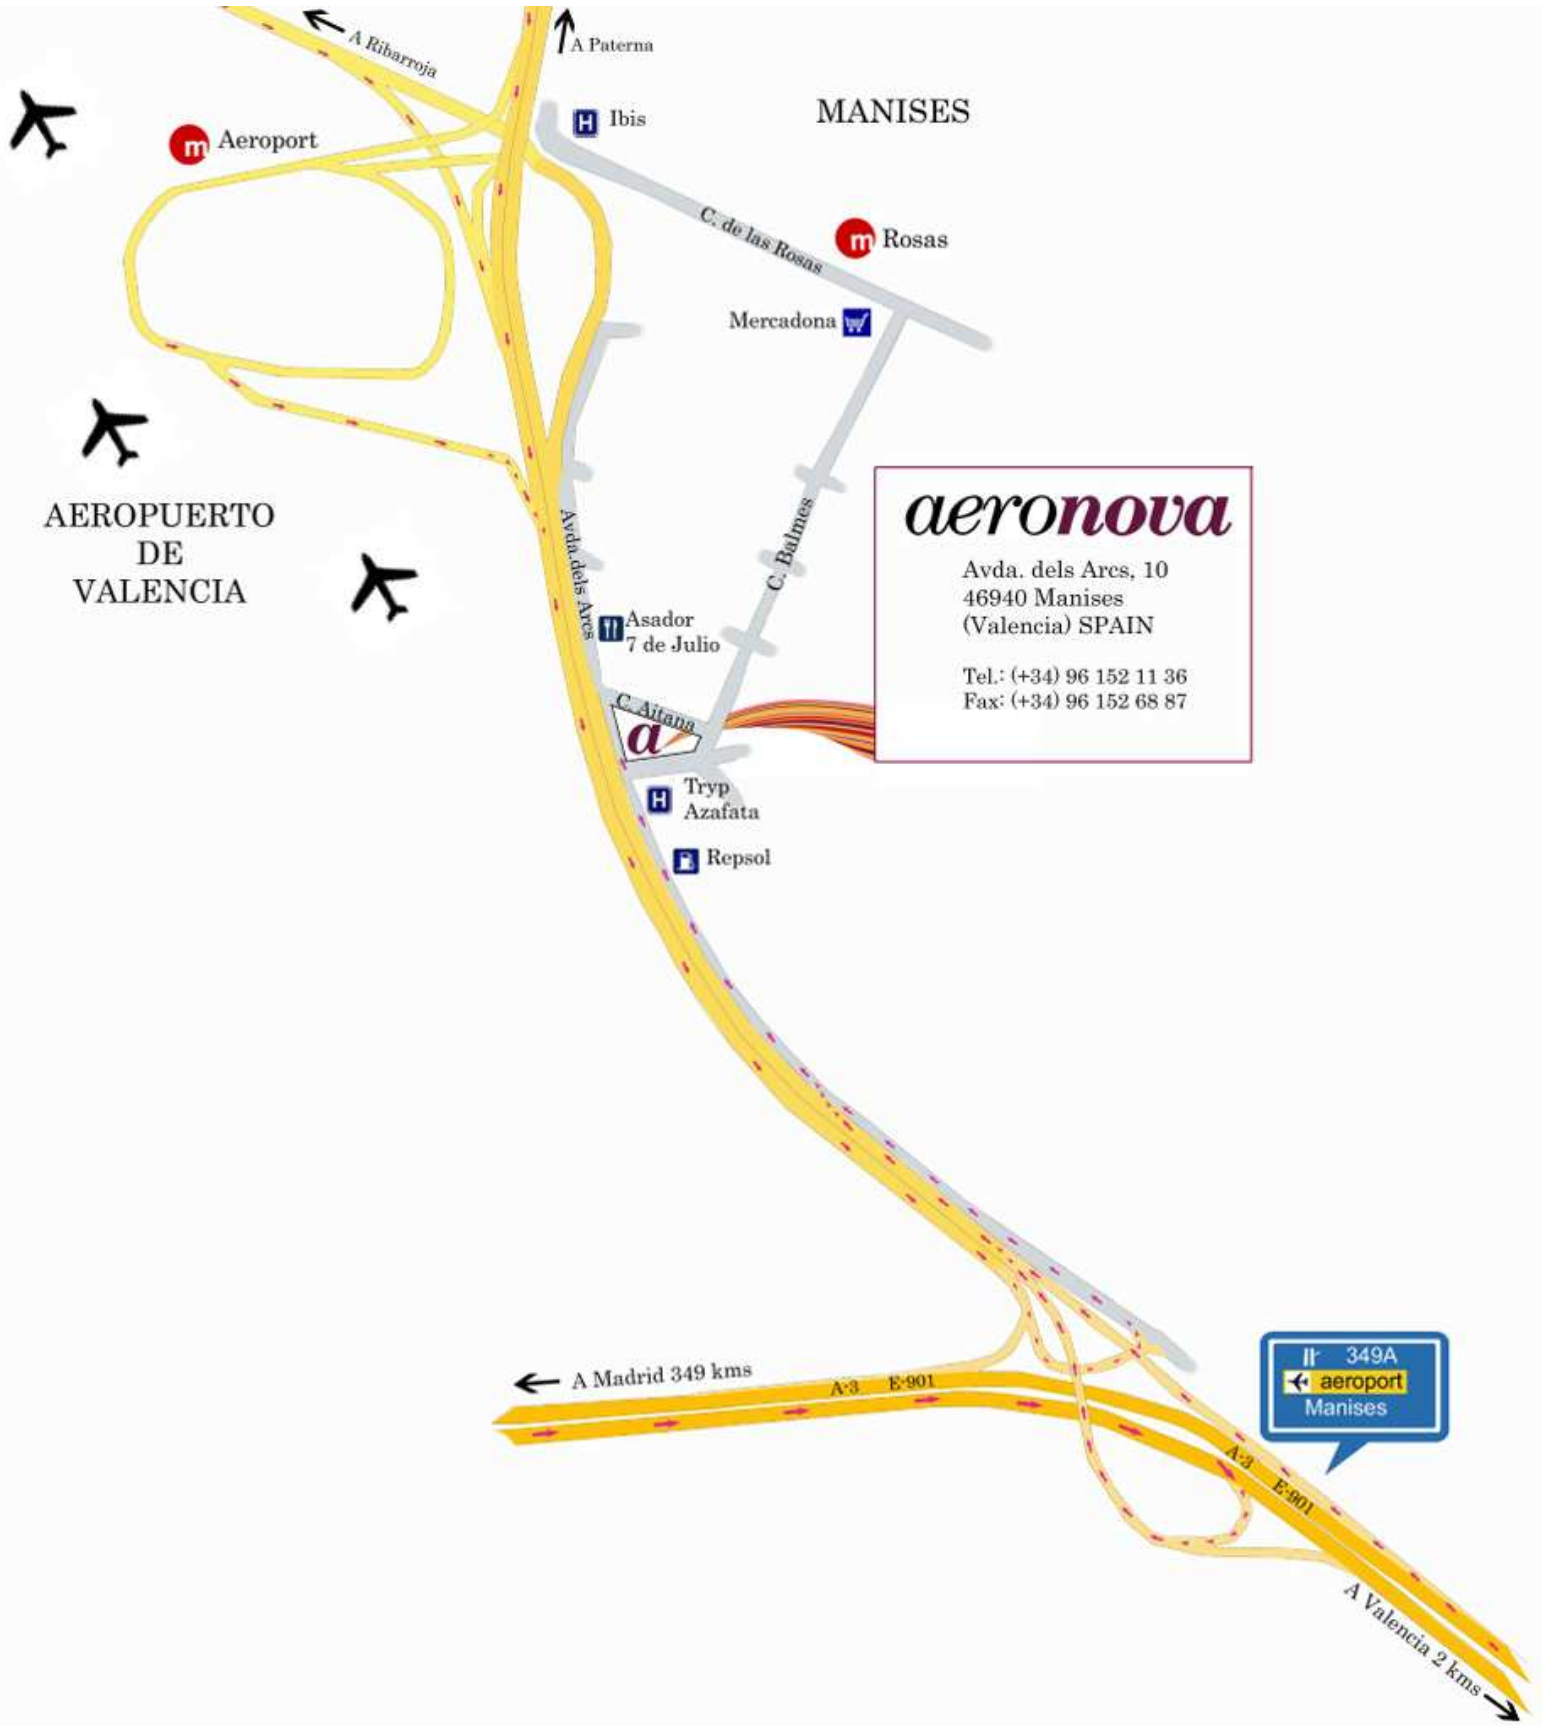 A Ribarroja
A Paterna
MANISES
H Ibis
m Aeroport
C. de las Rosas
m Rosas
Mercadona
AEROPUERTO
DE
VALENCIA
Avda.dels Arcs
C. Balmes
aeronova
Avda. dels Arcs, 10
46940 Manises
(Valencia) SPAIN
Tel.: (+34) 96 152 11 36
Fax: (+34) 96 152 68 87
Asador
7 de Julio
C. Aitana
a
H Tryp
Azafata
Repsol
A Madrid 349 kms
A-3 E-901
349A
aeroport
Manises
A-3 E-901
A Valencia 2 kms